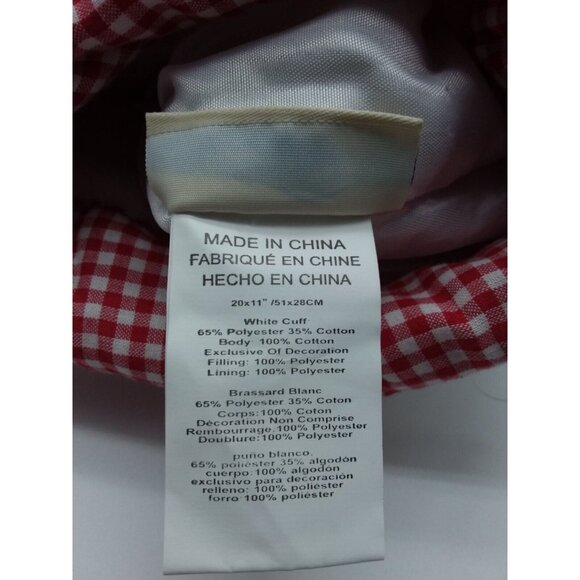 MADE IN CHINA
FABRIQUÉ EN CHINE
HECHO EN CHINA
20x11" /51x28CM
White Cuff:
65% Polyester 35% Cotton
Body: 100% Cotton
Exclusive Of Decoration
Filling: 100% Polyester
Lining: 100% Polyester
Brassard Blanc
65% Polyester 35% Coton
Corps:100% Coton
Décoration Non Comprise
Rembourrage:100% Polyester
Doublure:100% Polyester
puño blanco.
65% poliéster 35% algodón
cuerpo:100% algodon
exclusivo para decoración
relleno: 100% poliéster
forro 100% poliéster